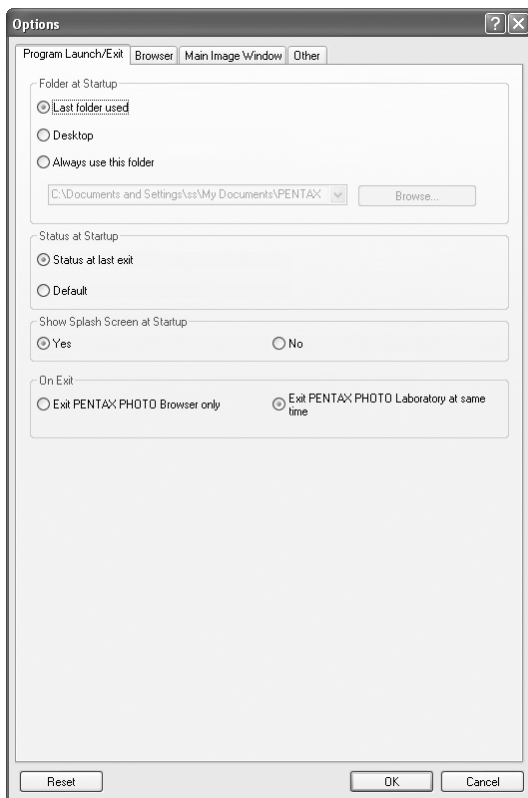 Options
Program Launch/Exit Browser Main Image Window Other
Folder at Startup
Last folder used
Desktop
Always use this folder
C:\Documents and Settings\ss\My Documents\PENTAX Browse...
Status at Startup
Status at last exit
Default
Show Splash Screen at Startup
Yes No
On Exit
Exit PENTAX PHOTO Browser only Exit PENTAX PHOTO Laboratory at same
time
Reset OK Cancel